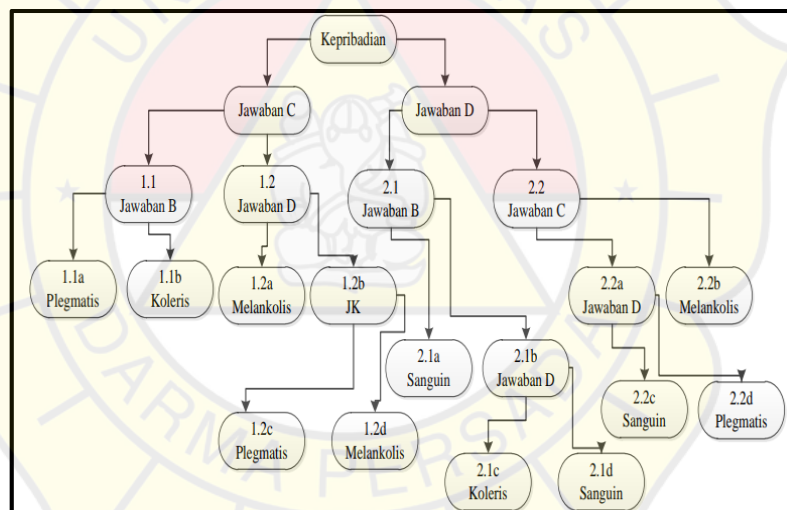 Kepribadian
Jawaban C
Jawaban D
1.1
Jawaban B
1.2
Jawaban D
2.1
Jawaban B
2.2
Jawaban C
1.1a
Plegmatis
1.1b
Koleris
1.2a
Melankolis
1.2b
JK
2.2a
Jawaban D
2.2b
Melankolis
2.1a
Sanguin
2.1b
Jawaban D
2.2c
Sanguin
2.2d
Plegmatis
1.2c
Plegmatis
1.2d
Melankolis
2.1c
Koleris
2.1d
Sanguin
DARMA PERSADA